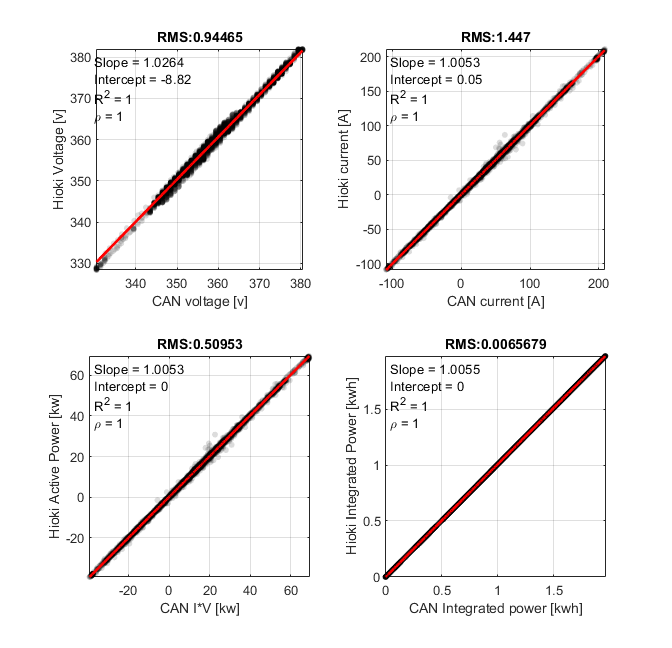 RMS:0.94465
Slope = 1.0264
Intercept = -8.82
R² = 1
ρ = 1
380
370
360
350
340
330
340
350
360
370
380
Hioki Voltage [v]
CAN voltage [v]
RMS:1.447
Slope = 1.0053
Intercept = 0.05
R² = 1
ρ = 1
200
150
100
50
0
-50
-100
-100
0
100
200
Hioki current [A]
CAN current [A]
RMS:0.50953
Slope = 1.0053
Intercept = 0
R² = 1
ρ = 1
60
40
20
0
-20
-20
0
20
40
60
Hioki Active Power [kw]
CAN I*V [kw]
RMS:0.0065679
Slope = 1.0055
Intercept = 0
R² = 1
ρ = 1
1.5
1
0.5
0
0
0.5
1
1.5
Hioki Integrated Power [kwh]
CAN Integrated power [kwh]